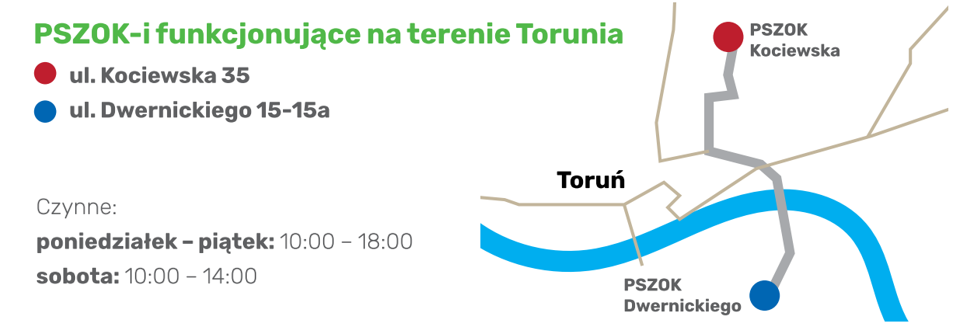 PSZOK-i funkcjonujące na terenie Torunia
ul. Kociewska 35
ul. Dwernickiego 15-15a
Czynne:
poniedziałek – piątek: 10:00 – 18:00
sobota: 10:00 – 14:00
PSZOK
Kociewska
Toruń
PSZOK
Dwernickiego